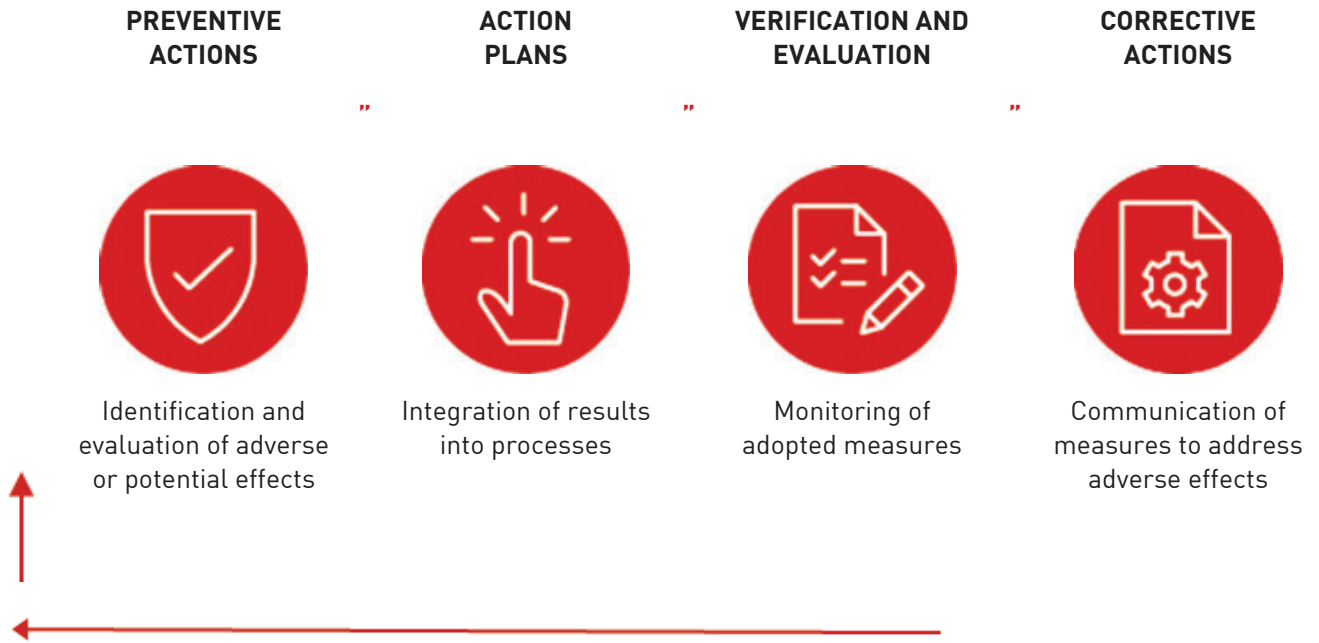 PREVENTIVE
ACTIONS
ACTION
PLANS
VERIFICATION AND
EVALUATION
CORRECTIVE
ACTIONS
”
”
”
Identification and
evaluation of adverse
or potential effects
Integration of results
into processes
Monitoring of
adopted measures
Communication of
measures to address
adverse effects